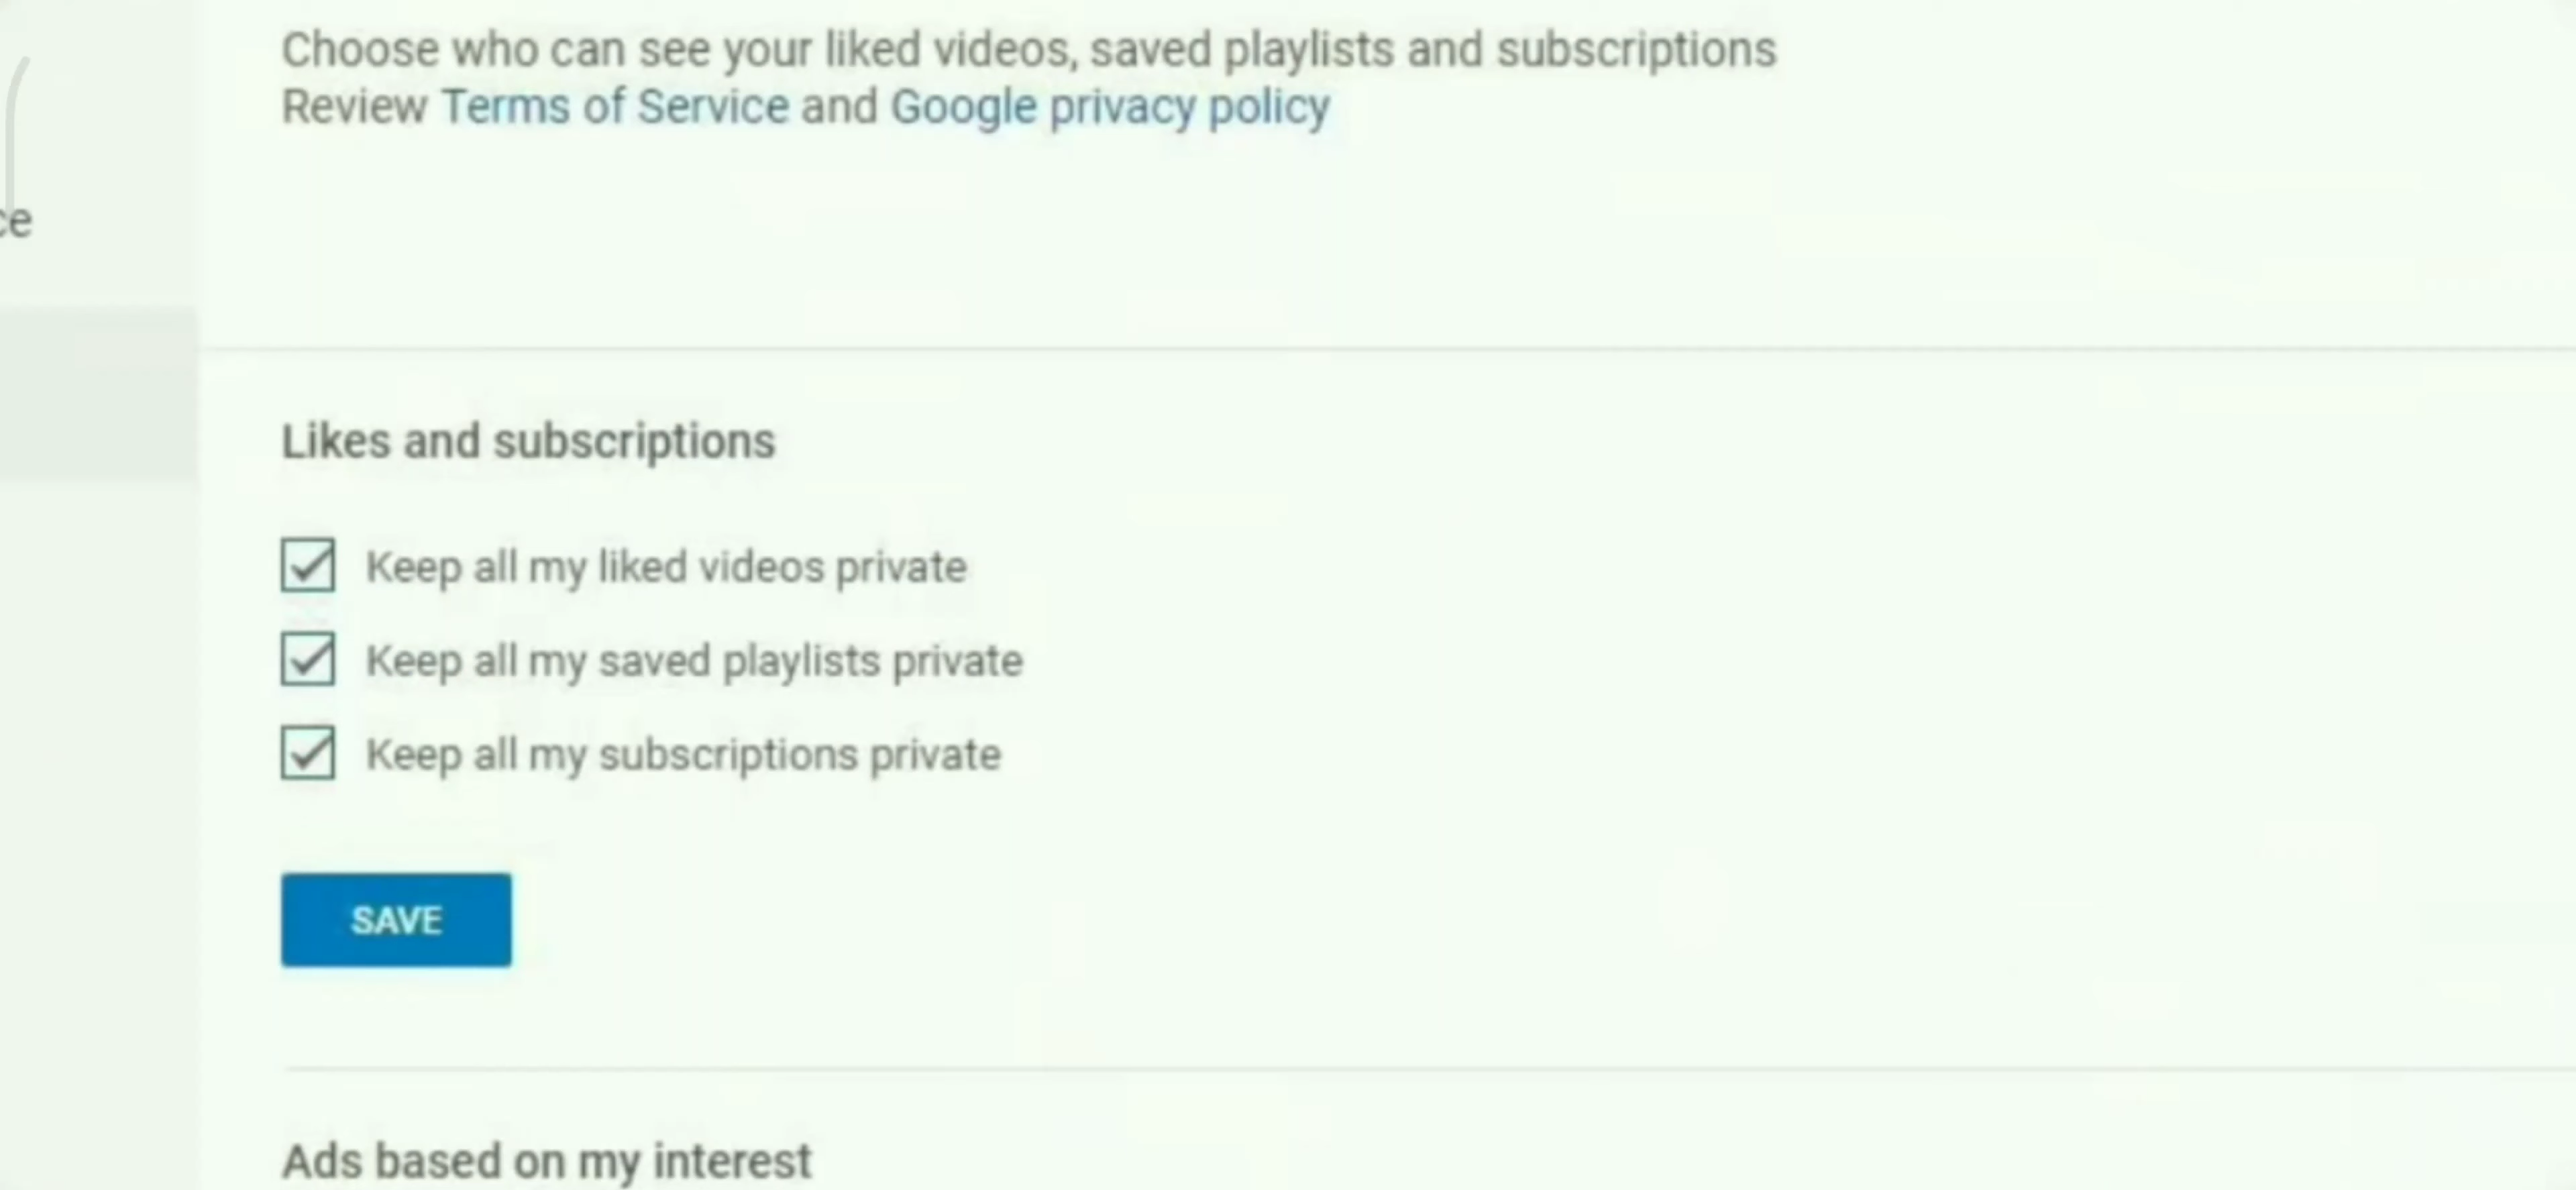 Choose who can see your liked videos, saved playlists and subscriptions
Review Terms of Service and Google privacy policy
ce
Likes and subscriptions
Keep all my liked videos private
Keep all my saved playlists private
Keep all my subscriptions private
SAVE
Ads based on my interest